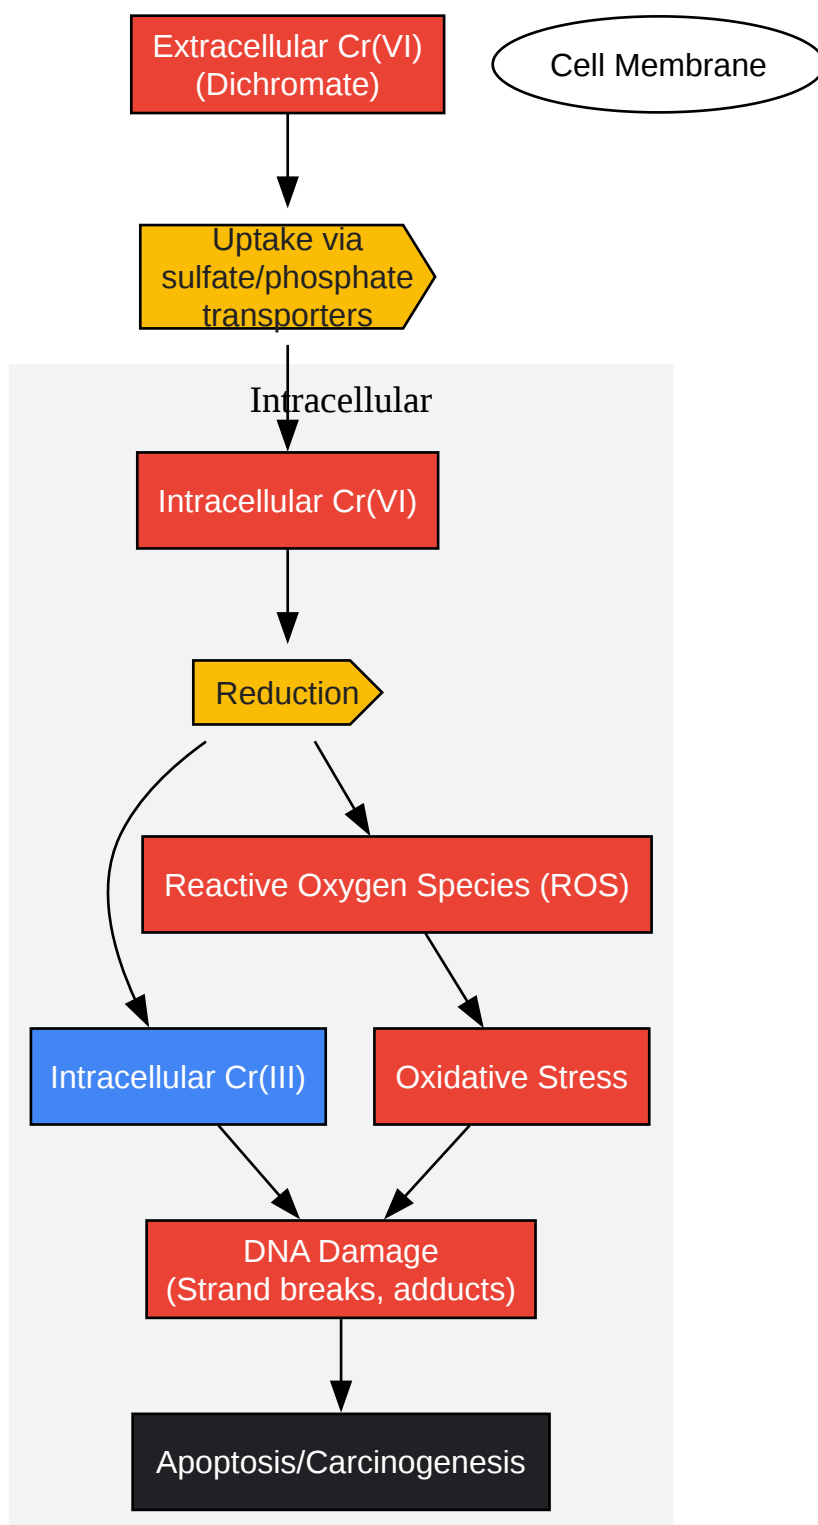 Extracellular Cr(VI)
(Dichromate)
Cell Membrane
Uptake via
sulfate/phosphate
transporters
Intracellular
Intracellular Cr(VI)
Reduction
Reactive Oxygen Species (ROS)
Intracellular Cr(III)
Oxidative Stress
DNA Damage
(Strand breaks, adducts)
Apoptosis/Carcinogenesis